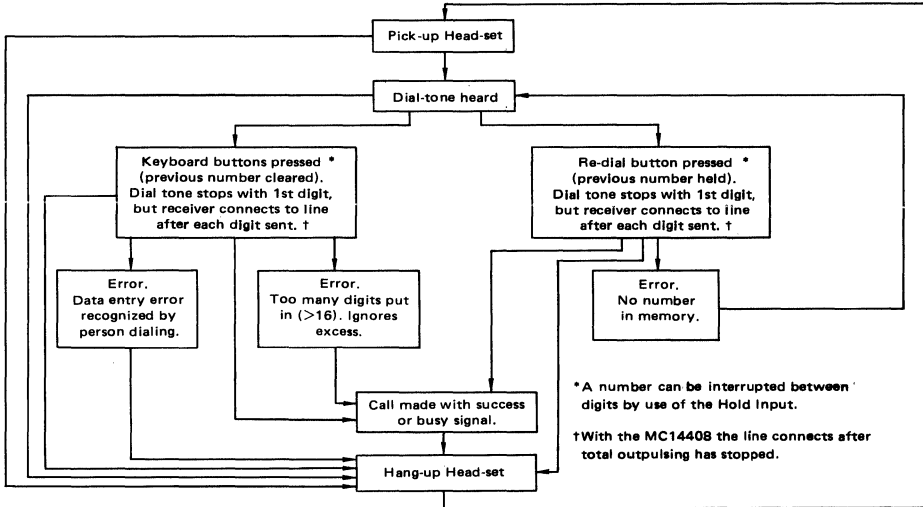 Pick-up Head-set
Dial-tone heard
Keyboard buttons pressed *
(previous number cleared).
Dial tone stops with 1st digit,
but receiver connects to line
after each digit sent. †
Re-dial button pressed *
(previous number held).
Dial tone stops with 1st digit,
but receiver connects to line
after each digit sent. †
Error.
Data entry error
recognized by
person dialing.
Error.
Too many digits put
in (>16). Ignores
excess.
Error.
No number
in memory.
Call made with success
or busy signal.
Hang-up Head-set
*A number can be interrupted between
digits by use of the Hold Input.
†With the MC14408 the line connects after
total outpulsing has stopped.